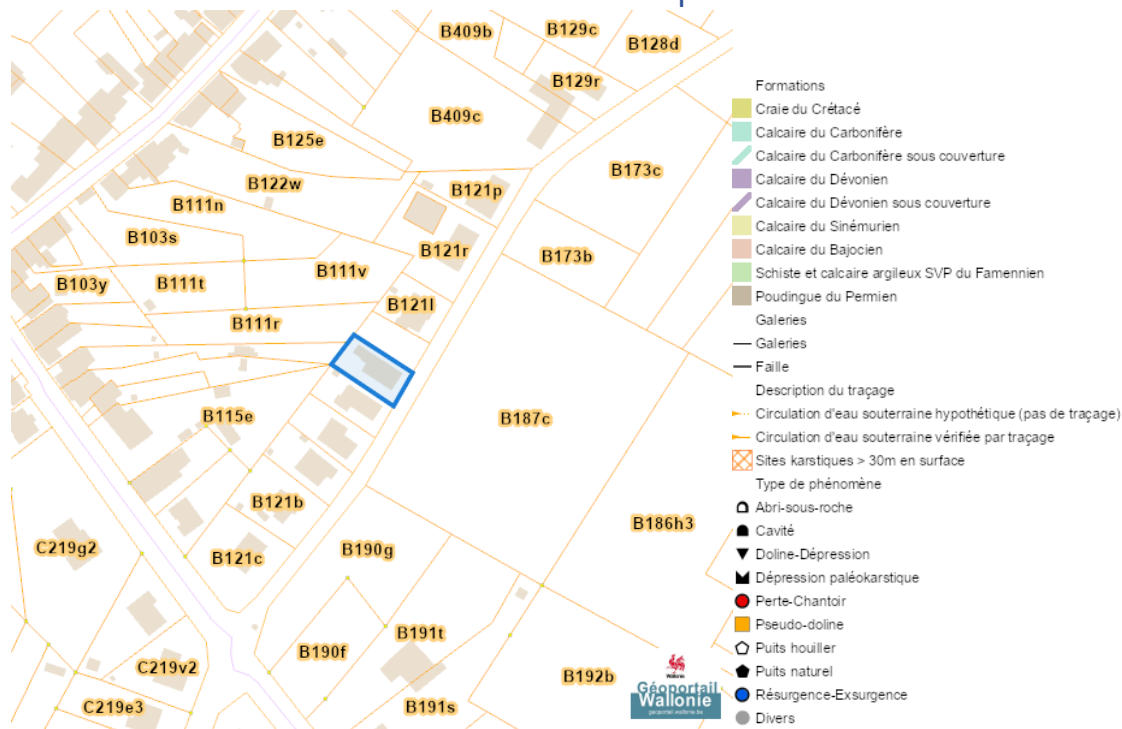 B409b
B129c
B128d
B129r
B409c
B125e
B173c
B122w
B121p
B111n
B103s
B121r
B173b
B111v
B103y
B111t
B121l
B111r
B115e
B187c
B121b
B186h3
C219g2
B121c
B190g
B191t
B190f
C219v2
B192b
C219e3
B191s
Wallonie
Géoportail
Wallonie
geoportail.wallonie.be
Formations
Craie du Crétacé
Calcaire du Carbonifère
Calcaire du Carbonifère sous couverture
Calcaire du Dévonien
Calcaire du Dévonien sous couverture
Calcaire du Sinémurien
Calcaire du Bajocien
Schiste et calcaire argileux SVP du Famennien
Poudingue du Permien
Galeries
Galeries
Faille
Description du traçage
Circulation d'eau souterraine hypothétique (pas de traçage)
Circulation d'eau souterraine vérifiée par traçage
Sites karstiques > 30m en surface
Type de phénomène
Abri-sous-roche
Cavité
Doline-Dépression
Dépression paléokarstique
Perte-Chantoir
Pseudo-doline
Puits houiller
Puits naturel
Résurgence-Exsurgence
Divers